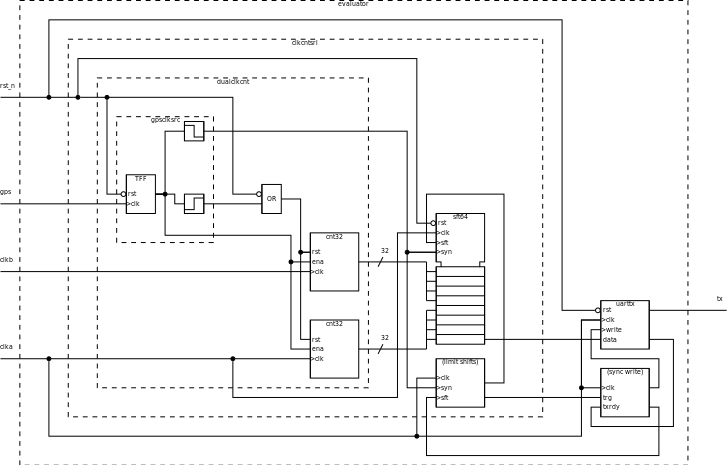 evaluator
clkcntsrl
dualclkcnt
rst_n
gpsclksrc
TFF
rst
>clk
gps
OR
sft64
rst
>clk
>sft
>syn
cnt32
rst
ena
>clk
32
clkb
tx
uarttx
rst
>clk
>write
data
cnt32
rst
ena
>clk
32
clka
(limit shifts)
>clk
>syn
>sft
(sync write)
>clk
trg
txrdy